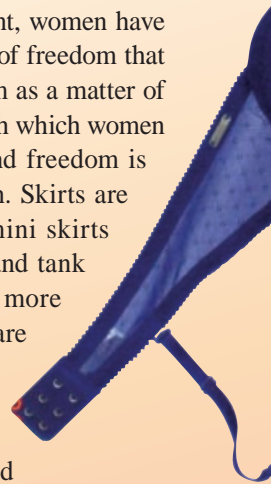 nt, women have
of freedom that
n as a matter of
n which women
nd freedom is
n. Skirts are
nini skirts
and tank
more
are
d